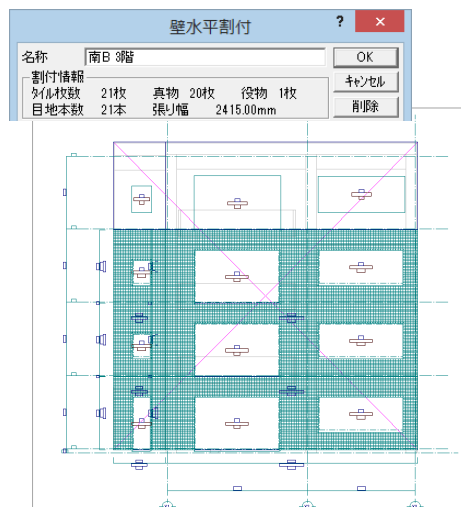 壁水平割付 ? ×
名称 南B 3階 OK
割付情報 キャンセル
タイル枚数 21枚 真物 20枚 役物 1枚
目地本数 21本 張り幅 2415.00mm 削除